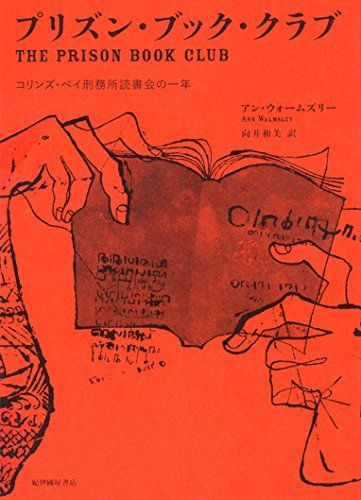 プリズン・ブック・クラブ
THE PRISON BOOK CLUB
コリンズ・ベイ刑務所読書会の一年
アン・ウォームズリー
ANN WALMSLEY
向井和美 訳
紀伊國屋書店